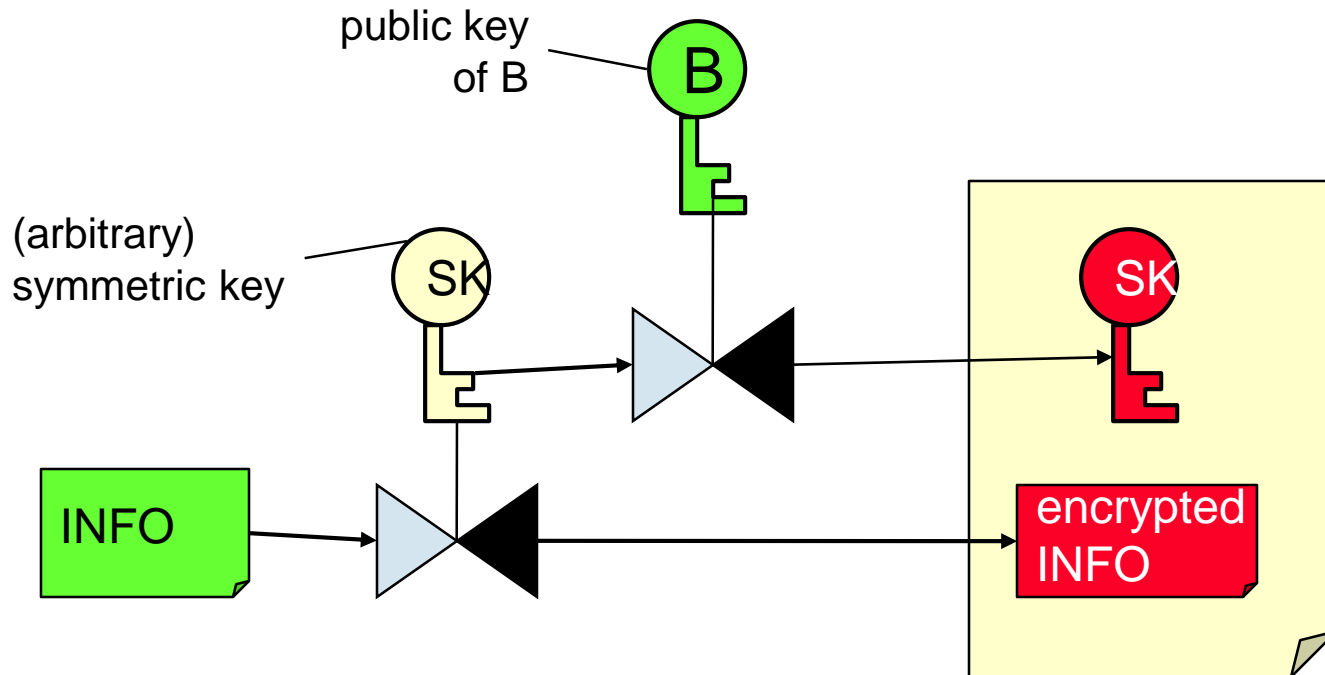 public key
of B
B
(arbitrary)
symmetric key
SK
SK
INFO
encrypted
INFO